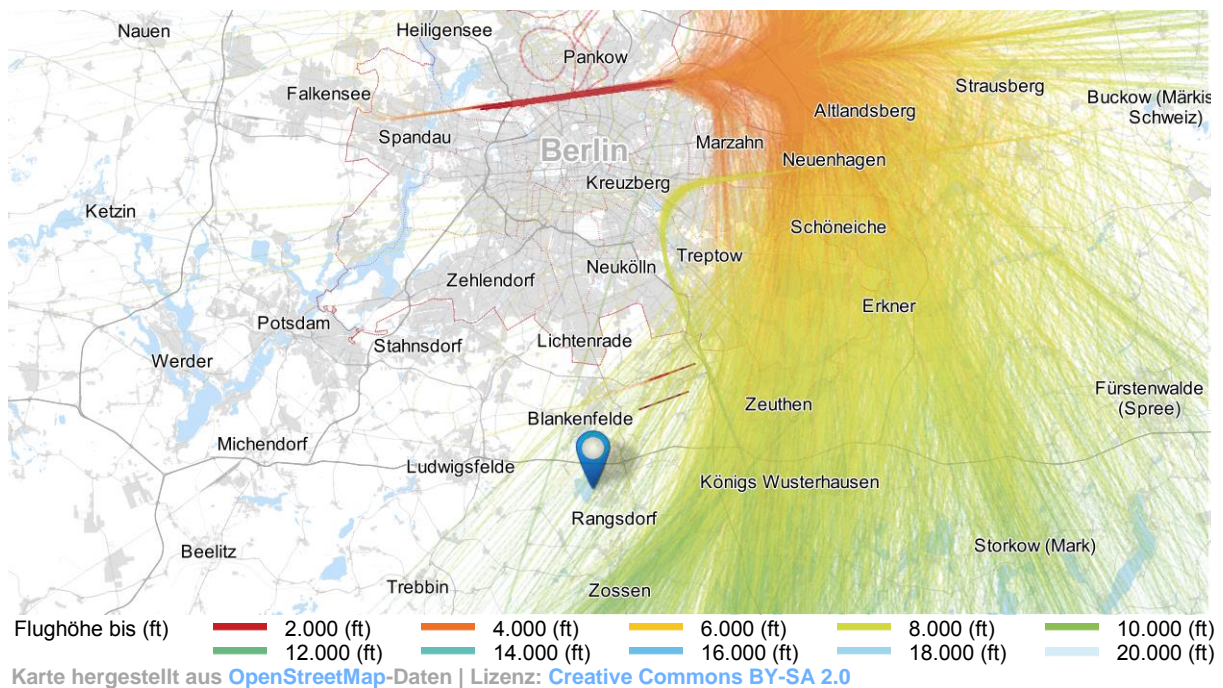 Nauen
Heiligensee
Pankow
Falkensee
Strausberg
Buckow (Märkis
Schweiz)
Altlandsberg
Spandau
Marzahn
Berlin
Neuenhagen
Kreuzberg
Ketzin
Schöneiche
Treptow
Neukölln
Zehlendorf
Erkner
Potsdam
Stahnsdorf
Lichtenrade
Werder
Fürstenwalde
(Spree)
Zeuthen
Blankenfelde
Michendorf
Ludwigsfelde
Königs Wusterhausen
Rangsdorf
Beelitz
Storkow (Mark)
Trebbin
Zossen
Flughöhe bis (ft) 2.000 (ft) 4.000 (ft) 6.000 (ft) 8.000 (ft) 10.000 (ft)
12.000 (ft) 14.000 (ft) 16.000 (ft) 18.000 (ft) 20.000 (ft)
Karte hergestellt aus OpenStreetMap-Daten | Lizenz: Creative Commons BY-SA 2.0